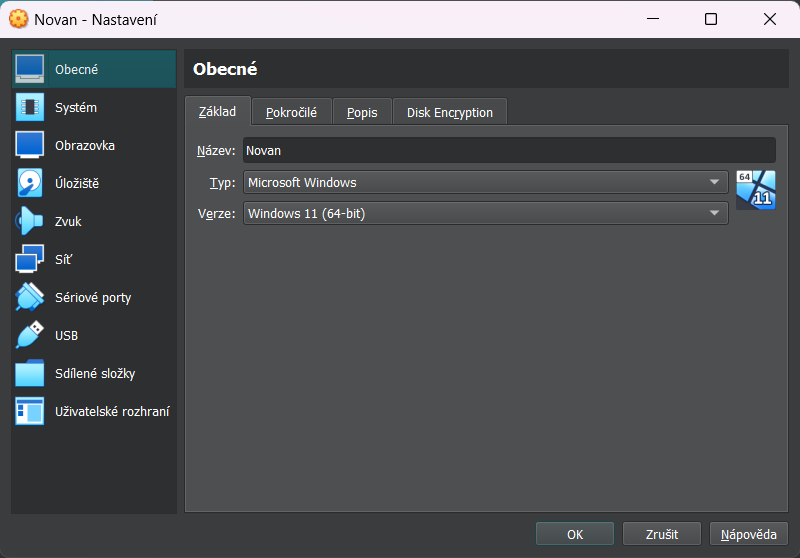 Novan - Nastavení
Obecné
Systém
Obrazovka
Úložiště
Zvuk
Síť
Sériové porty
USB
Sdílené složky
Uživatelské rozhraní
Obecné
Základ
Pokročilé
Popis
Disk Encryption
Název: Novan
Typ: Microsoft Windows
Verze: Windows 11 (64-bit)
64
11
OK
Zrušit
Nápověda